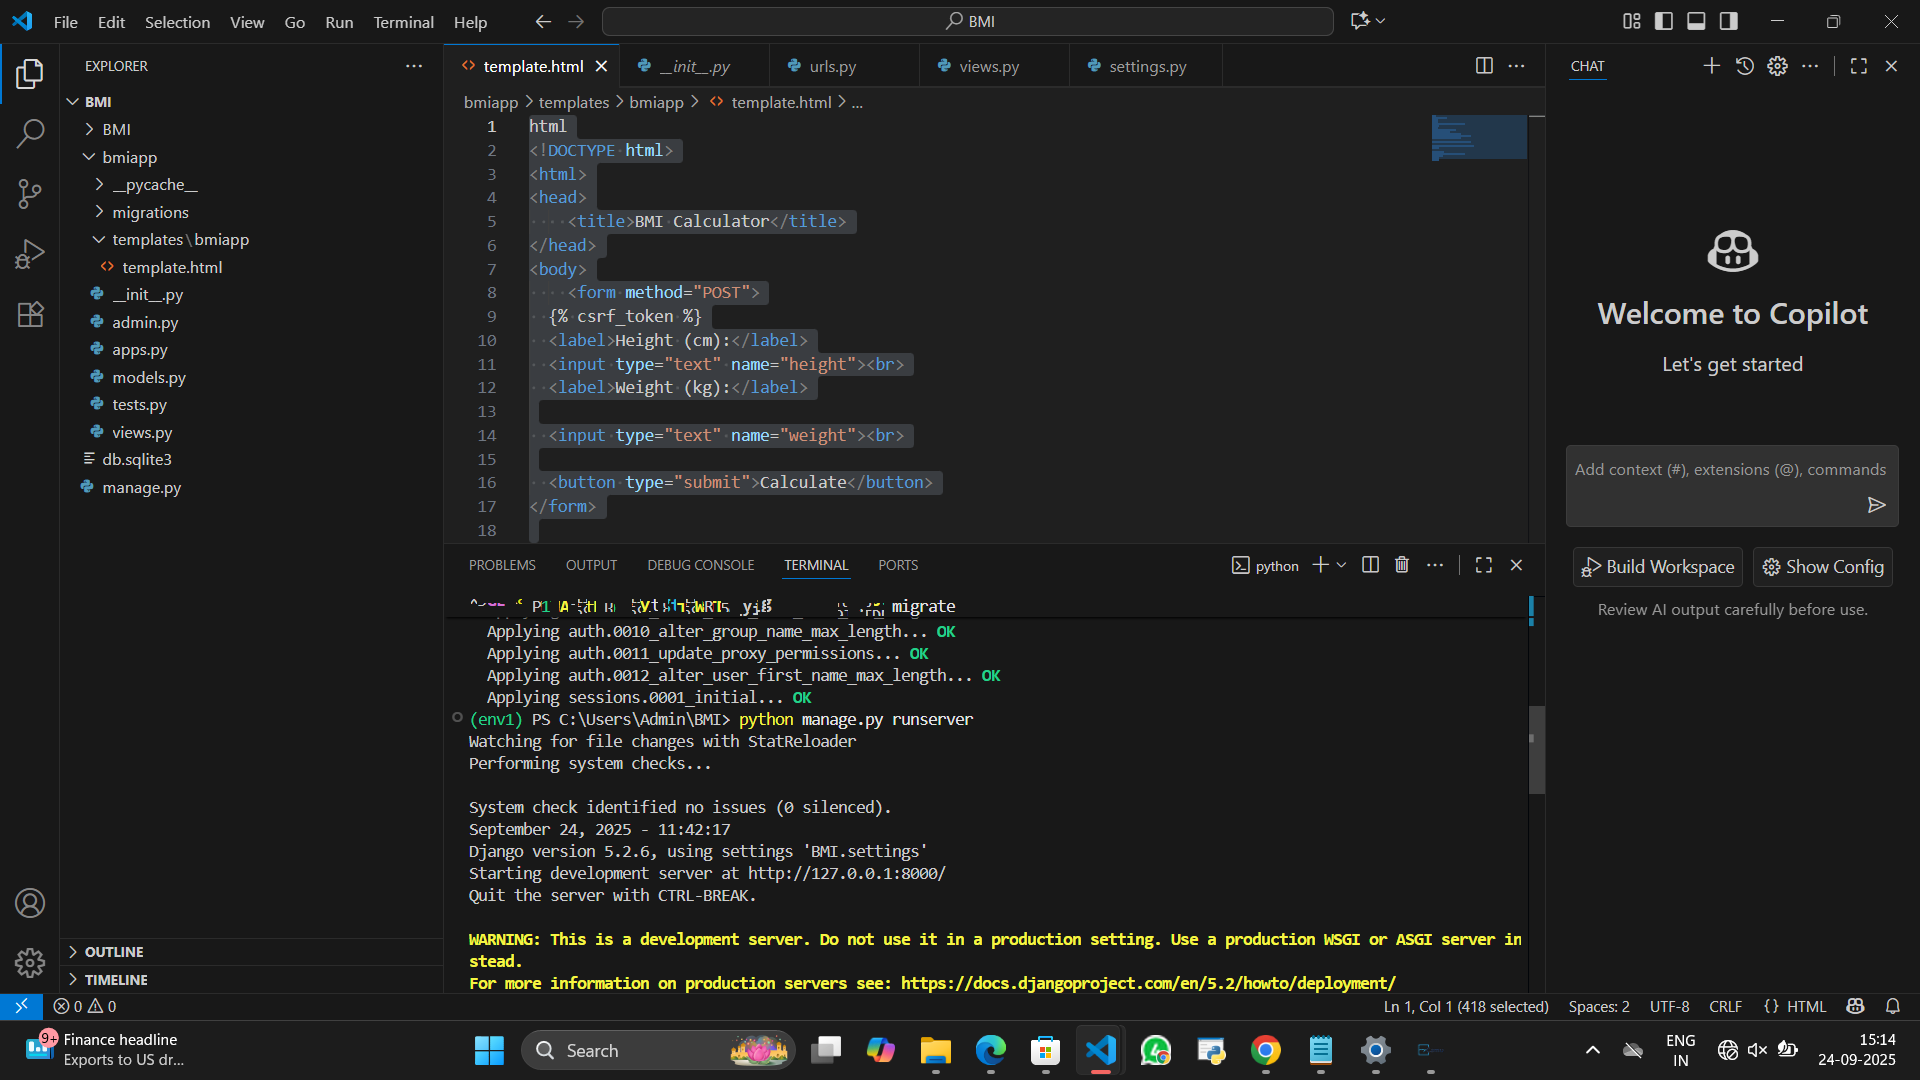 File Edit Selection View Go Run Terminal Help
BMI
EXPLORER
BMI
BMI
bmiapp
__pycache__
migrations
templates\bmiapp
template.html
__init__.py
admin.py
apps.py
models.py
tests.py
views.py
db.sqlite3
manage.py
OUTLINE
TIMELINE
template.html __init__.py urls.py views.py settings.py
bmiapp > templates > bmiapp > template.html > ...
1 html
2 <!DOCTYPE html>
3 <html>
4 <head>
5 <title>BMI Calculator</title>
6 </head>
7 <body>
8 <form method="POST">
9 {% csrf_token %}
10 <label>Height (cm):</label>
11 <input type="text" name="height"><br>
12 <label>Weight (kg):</label>
13
14 <input type="text" name="weight"><br>
15
16 <button type="submit">Calculate</button>
17 </form>
18
PROBLEMS OUTPUT DEBUG CONSOLE TERMINAL PORTS
python
migrate
Applying auth.0010_alter_group_name_max_length... OK
Applying auth.0011_update_proxy_permissions... OK
Applying auth.0012_alter_user_first_name_max_length... OK
Applying sessions.0001_initial... OK
(env1) PS C:\Users\Admin\BMI> python manage.py runserver
Watching for file changes with StatReloader
Performing system checks...
System check identified no issues (0 silenced).
September 24, 2025 - 11:42:17
Django version 5.2.6, using settings 'BMI.settings'
Starting development server at http://127.0.0.1:8000/
Quit the server with CTRL-BREAK.
WARNING: This is a development server. Do not use it in a production setting. Use a production WSGI or ASGI server in
stead.
For more information on production servers see: https://docs.djangoproject.com/en/5.2/howto/deployment/
CHAT
Welcome to Copilot
Let's get started
Add context (#), extensions (@), commands
Build Workspace Show Config
Review AI output carefully before use.
0 0
Ln 1, Col 1 (418 selected) Spaces: 2 UTF-8 CRLF {} HTML
9+
Finance headline
Exports to US dr...
Search
ENG
IN
15:14
24-09-2025